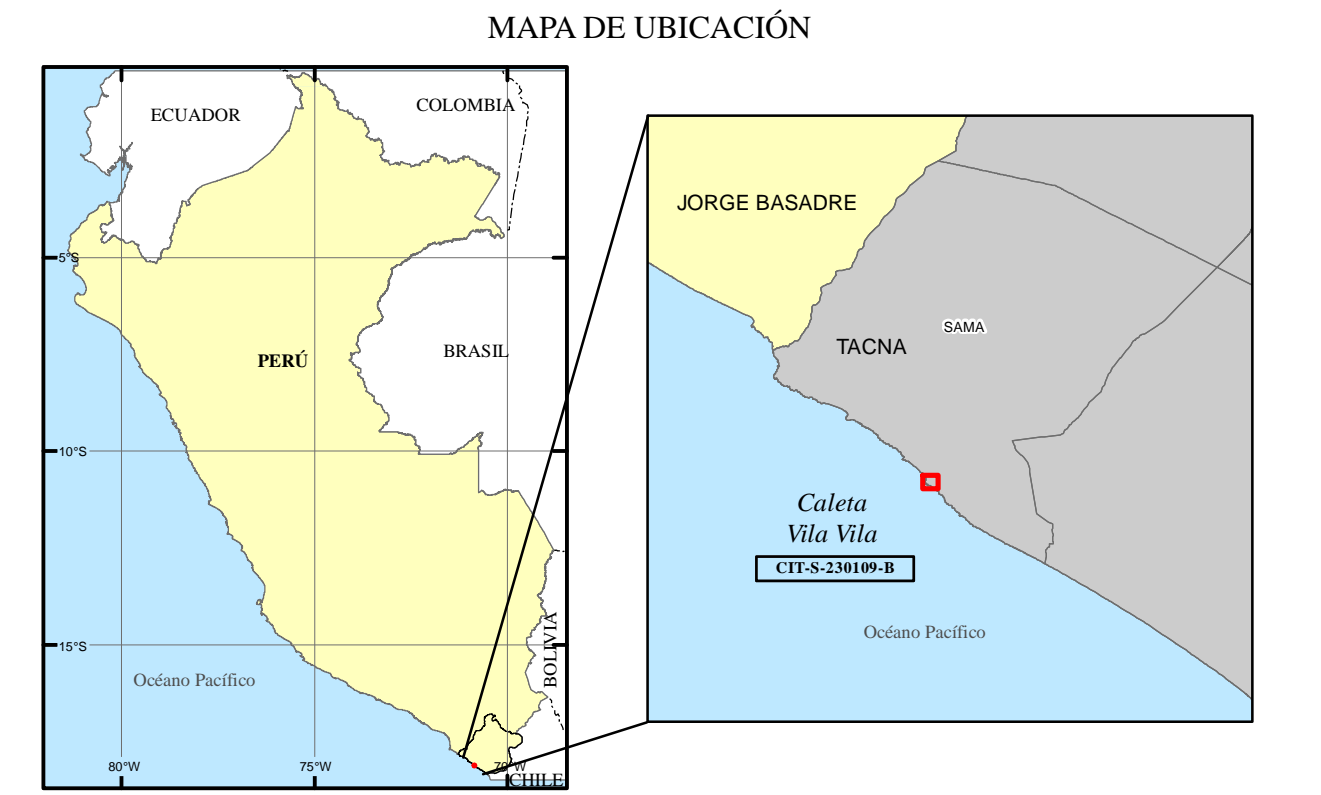 MAPA DE UBICACIÓN
ECUADOR
COLOMBIA
5°S
PERÚ
BRASIL
10°S
15°S
BOLIVIA
Océano Pacífico
80°W
75°W
70°W
CHILE
JORGE BASADRE
SAMA
TACNA
Caleta
Vila Vila
CIT-S-230109-B
Océano Pacífico